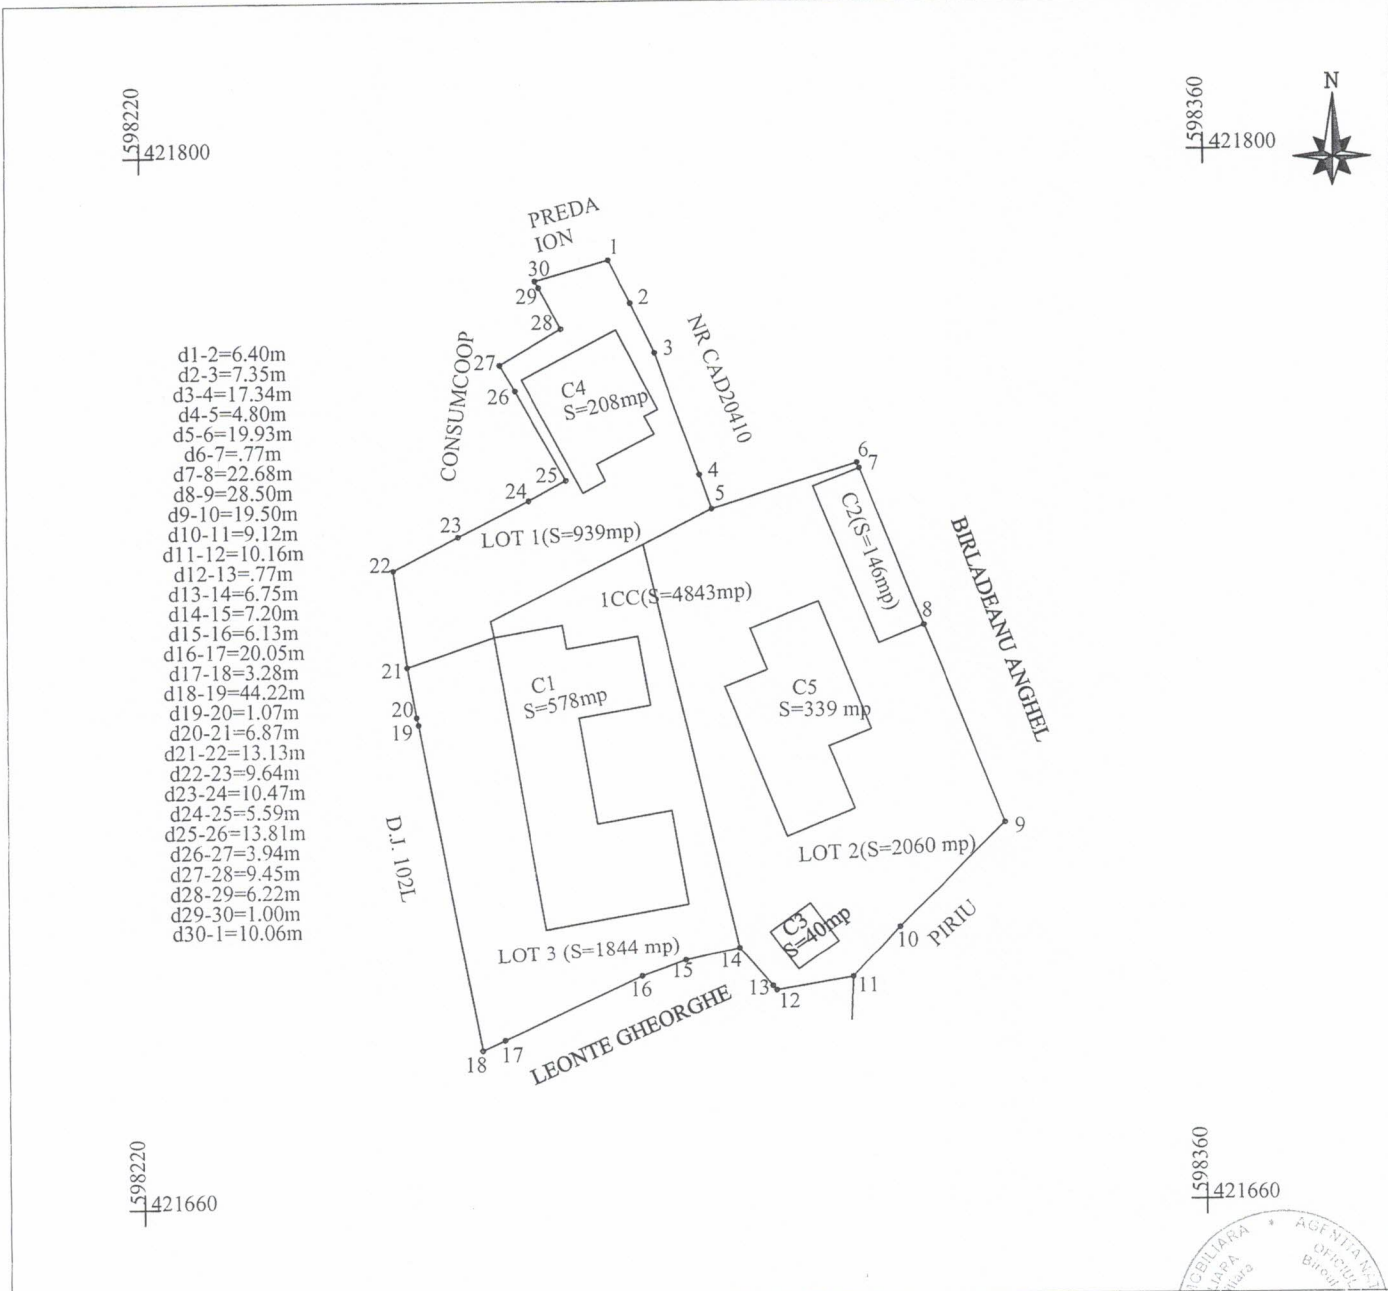 598220
421800
598360
421800
N
PREDA
ION
1
30
29
2
28
3
NR CAD20410
27
26
CONSUMCOOP
C4
S=208mp
25
24
4
5
6
7
23
22
LOT 1(S=939mp)
C2(S=146mp)
BIRLADEANU ANGHEL
1CC(S=4843mp)
8
21
20
19
C1
S=578mp
C5
S=339 mp
D.J. 102L
9
LOT 2(S=2060 mp)
C3
S=40mp
PIRIU
10
LOT 3 (S=1844 mp)
14
15
16
13
12
11
LEONTE GHEORGHE
17
18
d1-2=6.40m
d2-3=7.35m
d3-4=17.34m
d4-5=4.80m
d5-6=19.93m
d6-7=.77m
d7-8=22.68m
d8-9=28.50m
d9-10=19.50m
d10-11=9.12m
d11-12=10.16m
d12-13=.77m
d13-14=6.75m
d14-15=7.20m
d15-16=6.13m
d16-17=20.05m
d17-18=3.28m
d18-19=44.22m
d19-20=1.07m
d20-21=6.87m
d21-22=13.13m
d22-23=9.64m
d23-24=10.47m
d24-25=5.59m
d25-26=13.81m
d26-27=3.94m
d27-28=9.45m
d28-29=6.22m
d29-30=1.00m
d30-1=10.06m
598220
421660
598360
421660